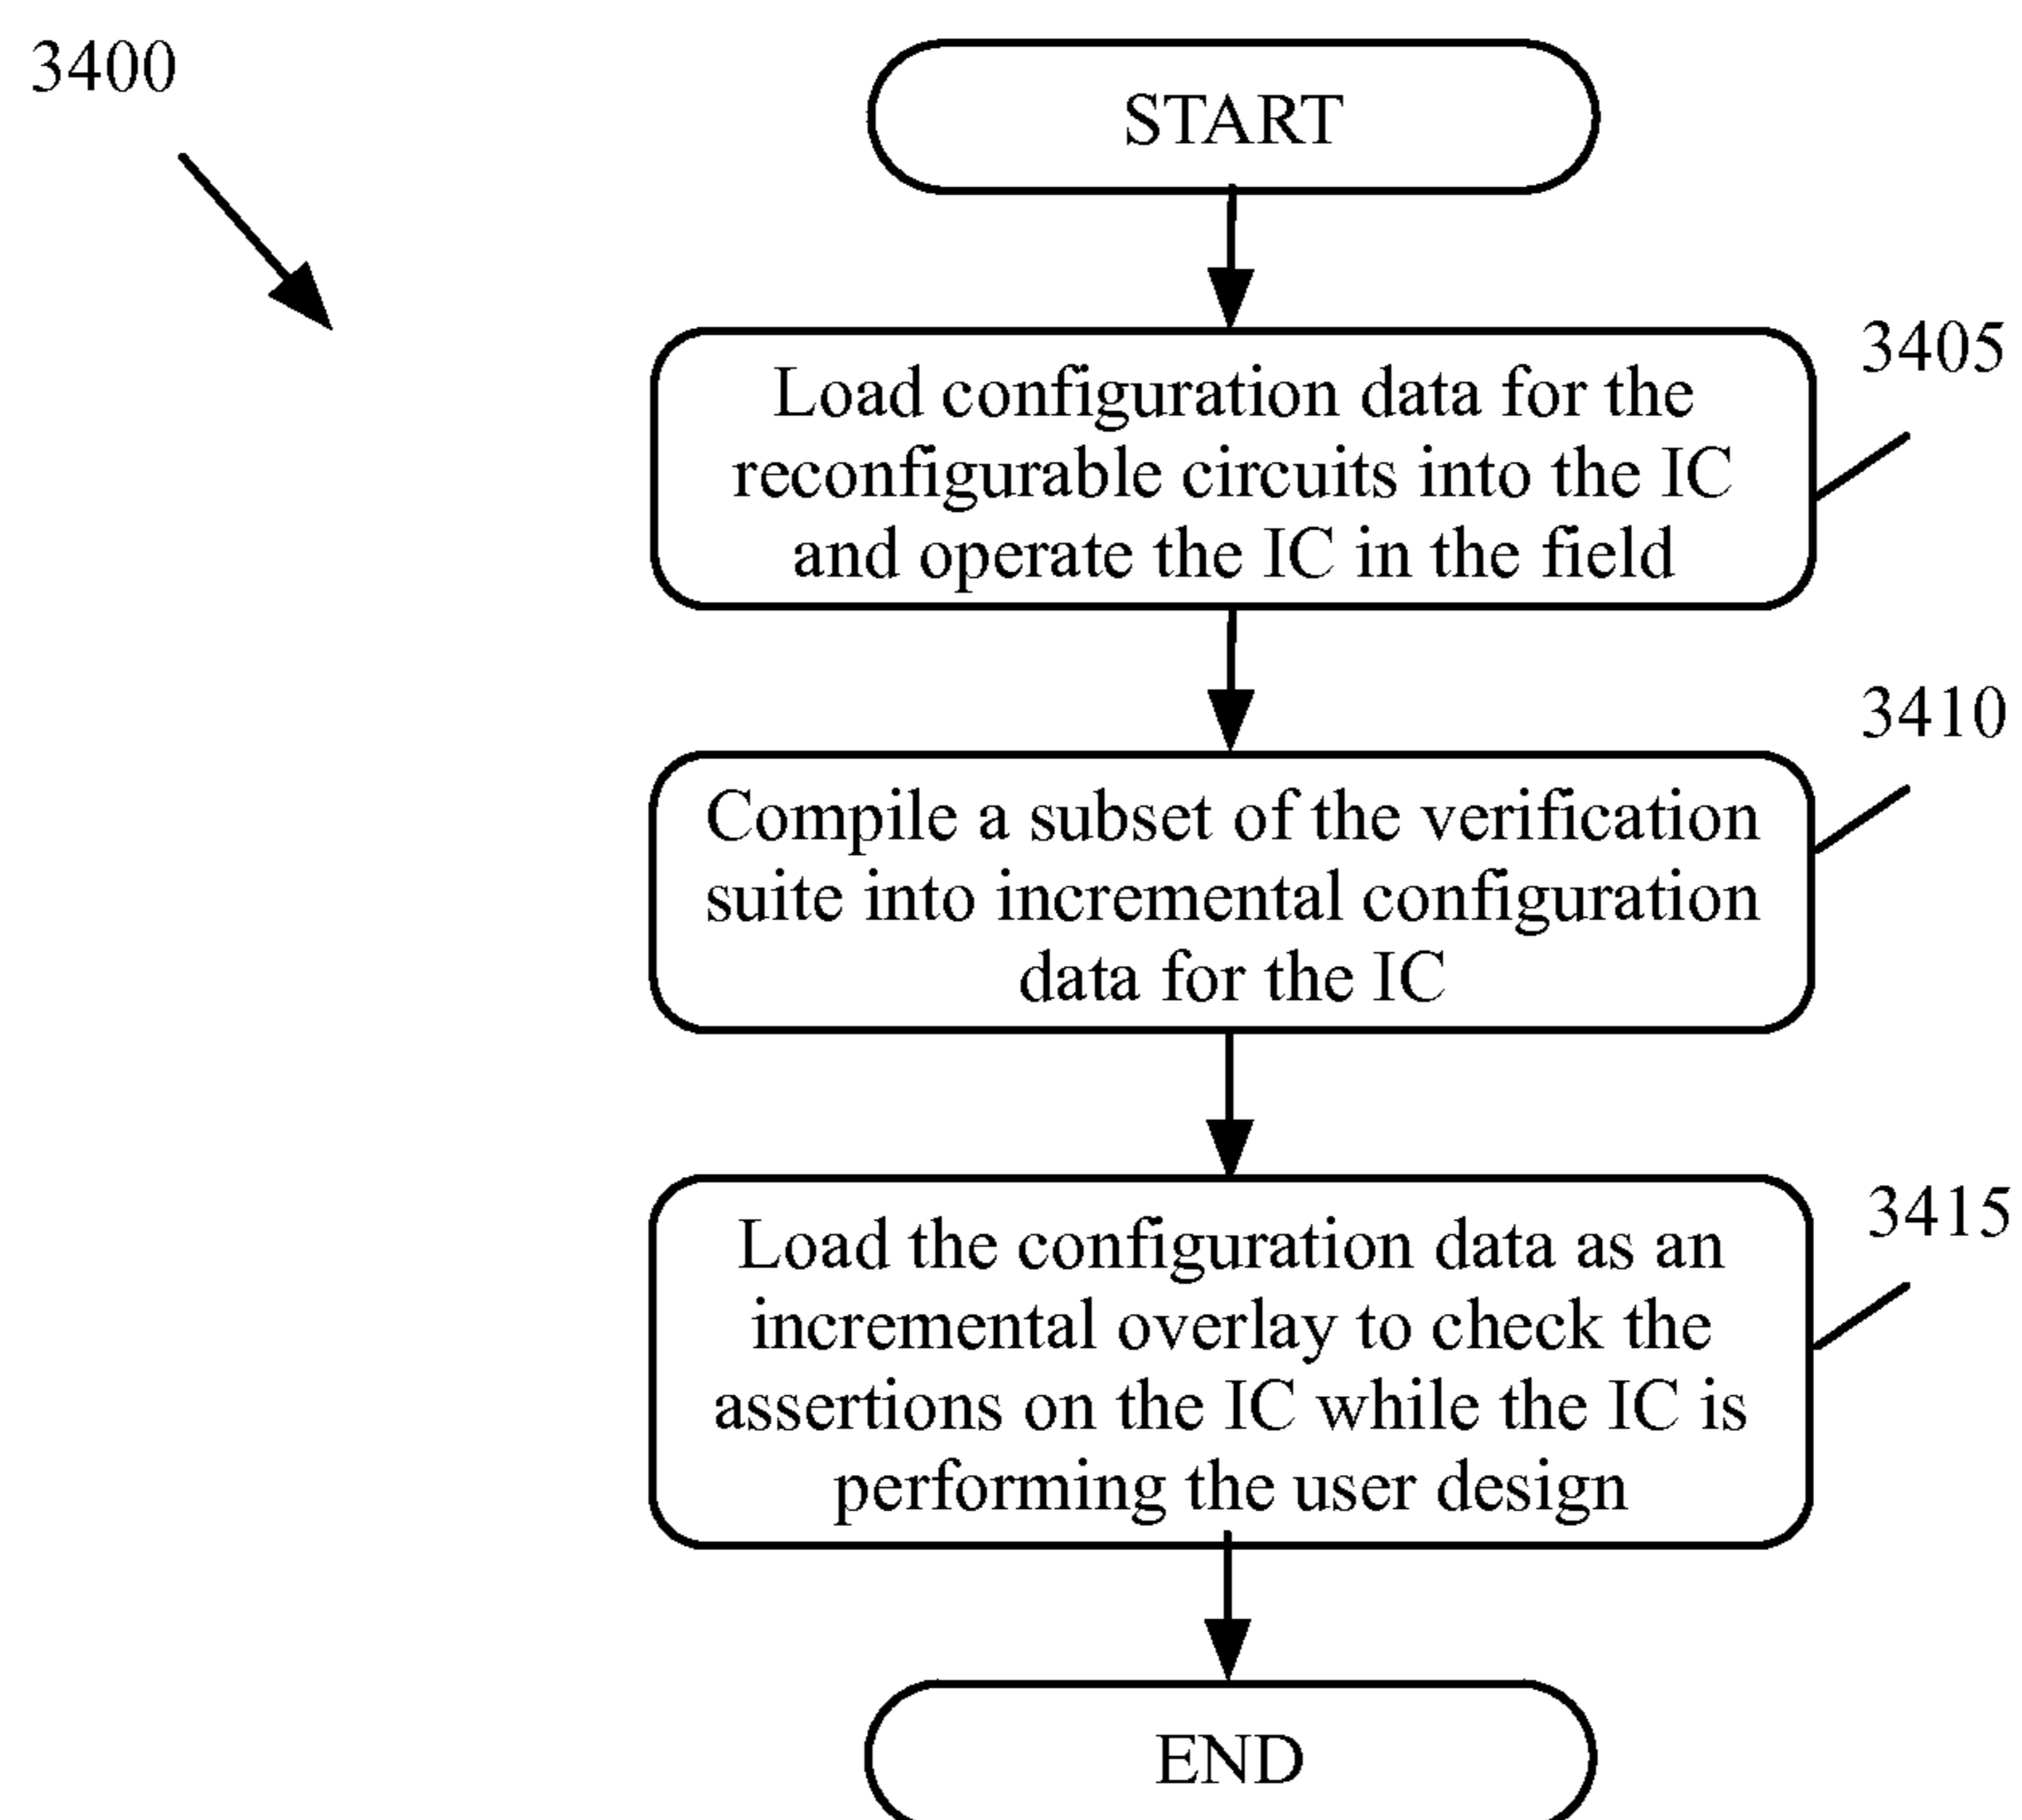 3400
START
3405
Load configuration data for the
reconfigurable circuits into the IC
and operate the IC in the field
3410
Compile a subset of the verification
suite into incremental configuration
data for the IC
3415
Load the configuration data as an
incremental overlay to check the
assertions on the IC while the IC is
performing the user design
END